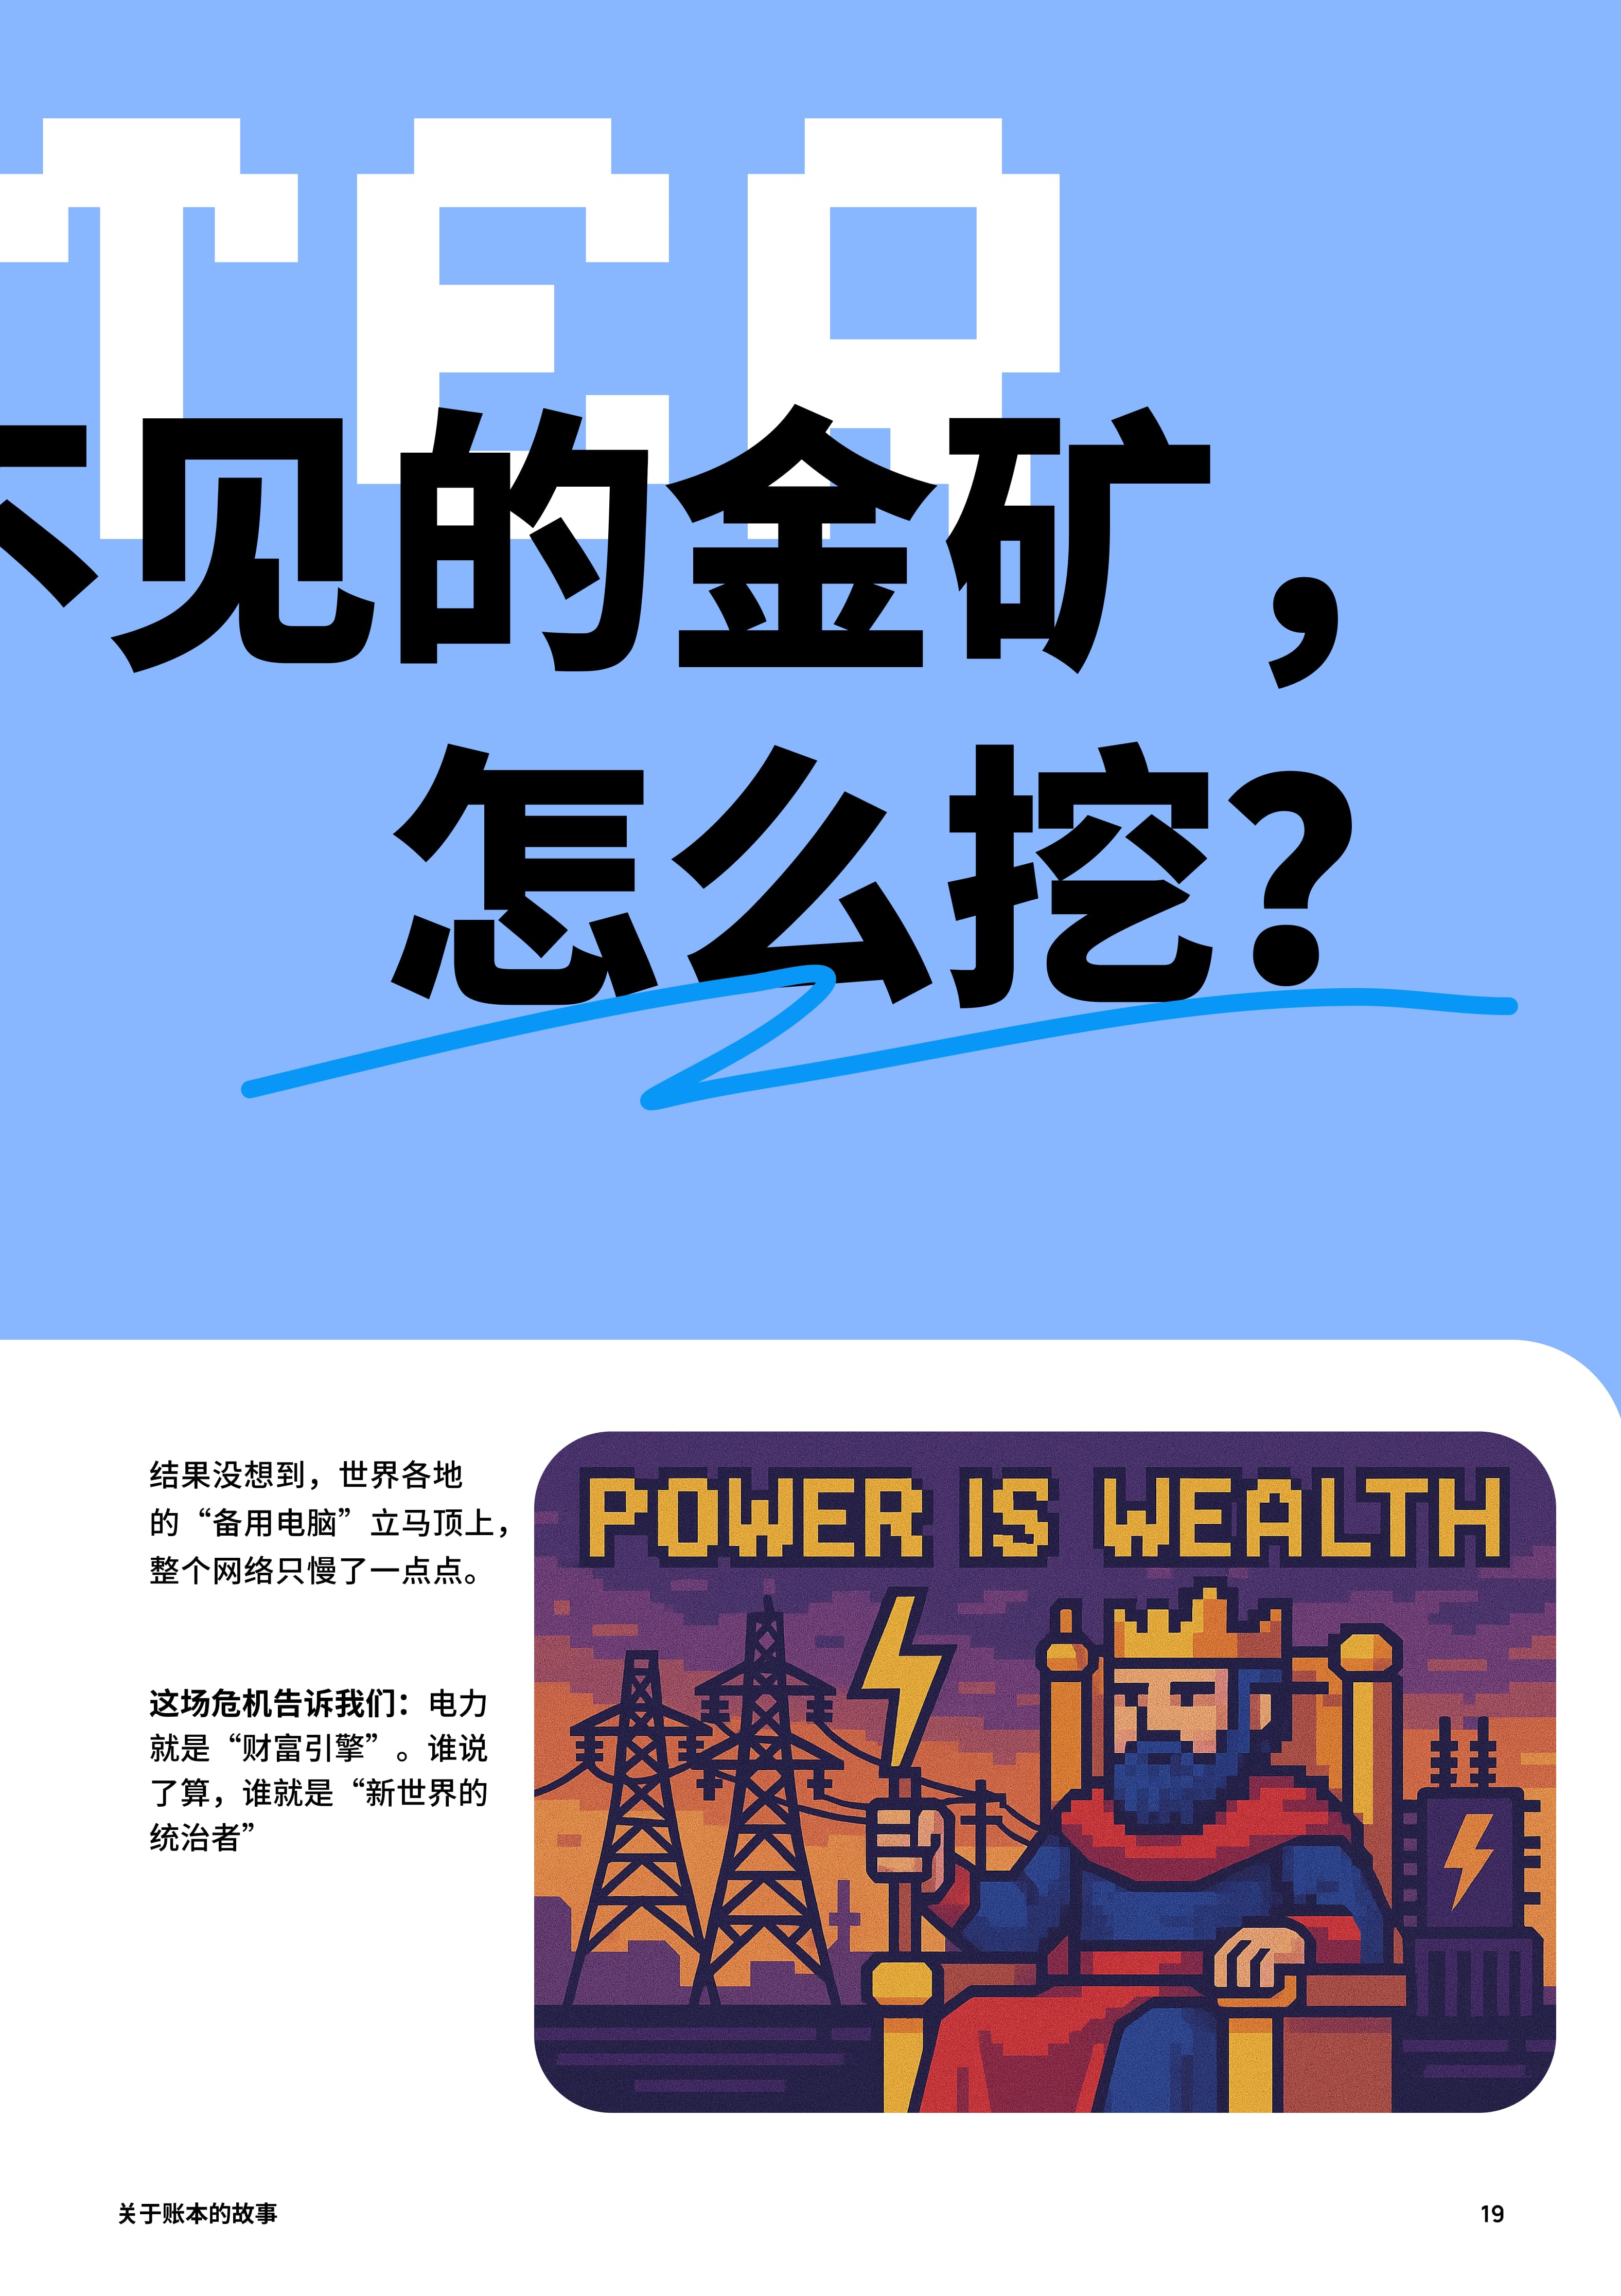 TER
不见的金矿，
怎么挖？
结果没想到，世界各地
的“备用电脑”立马顶上，
整个网络只慢了一点点。
这场危机告诉我们：电力
就是“财富引擎”。谁说
了算，谁就是“新世界的
统治者”
POWER IS WEALTH
关于账本的故事
19